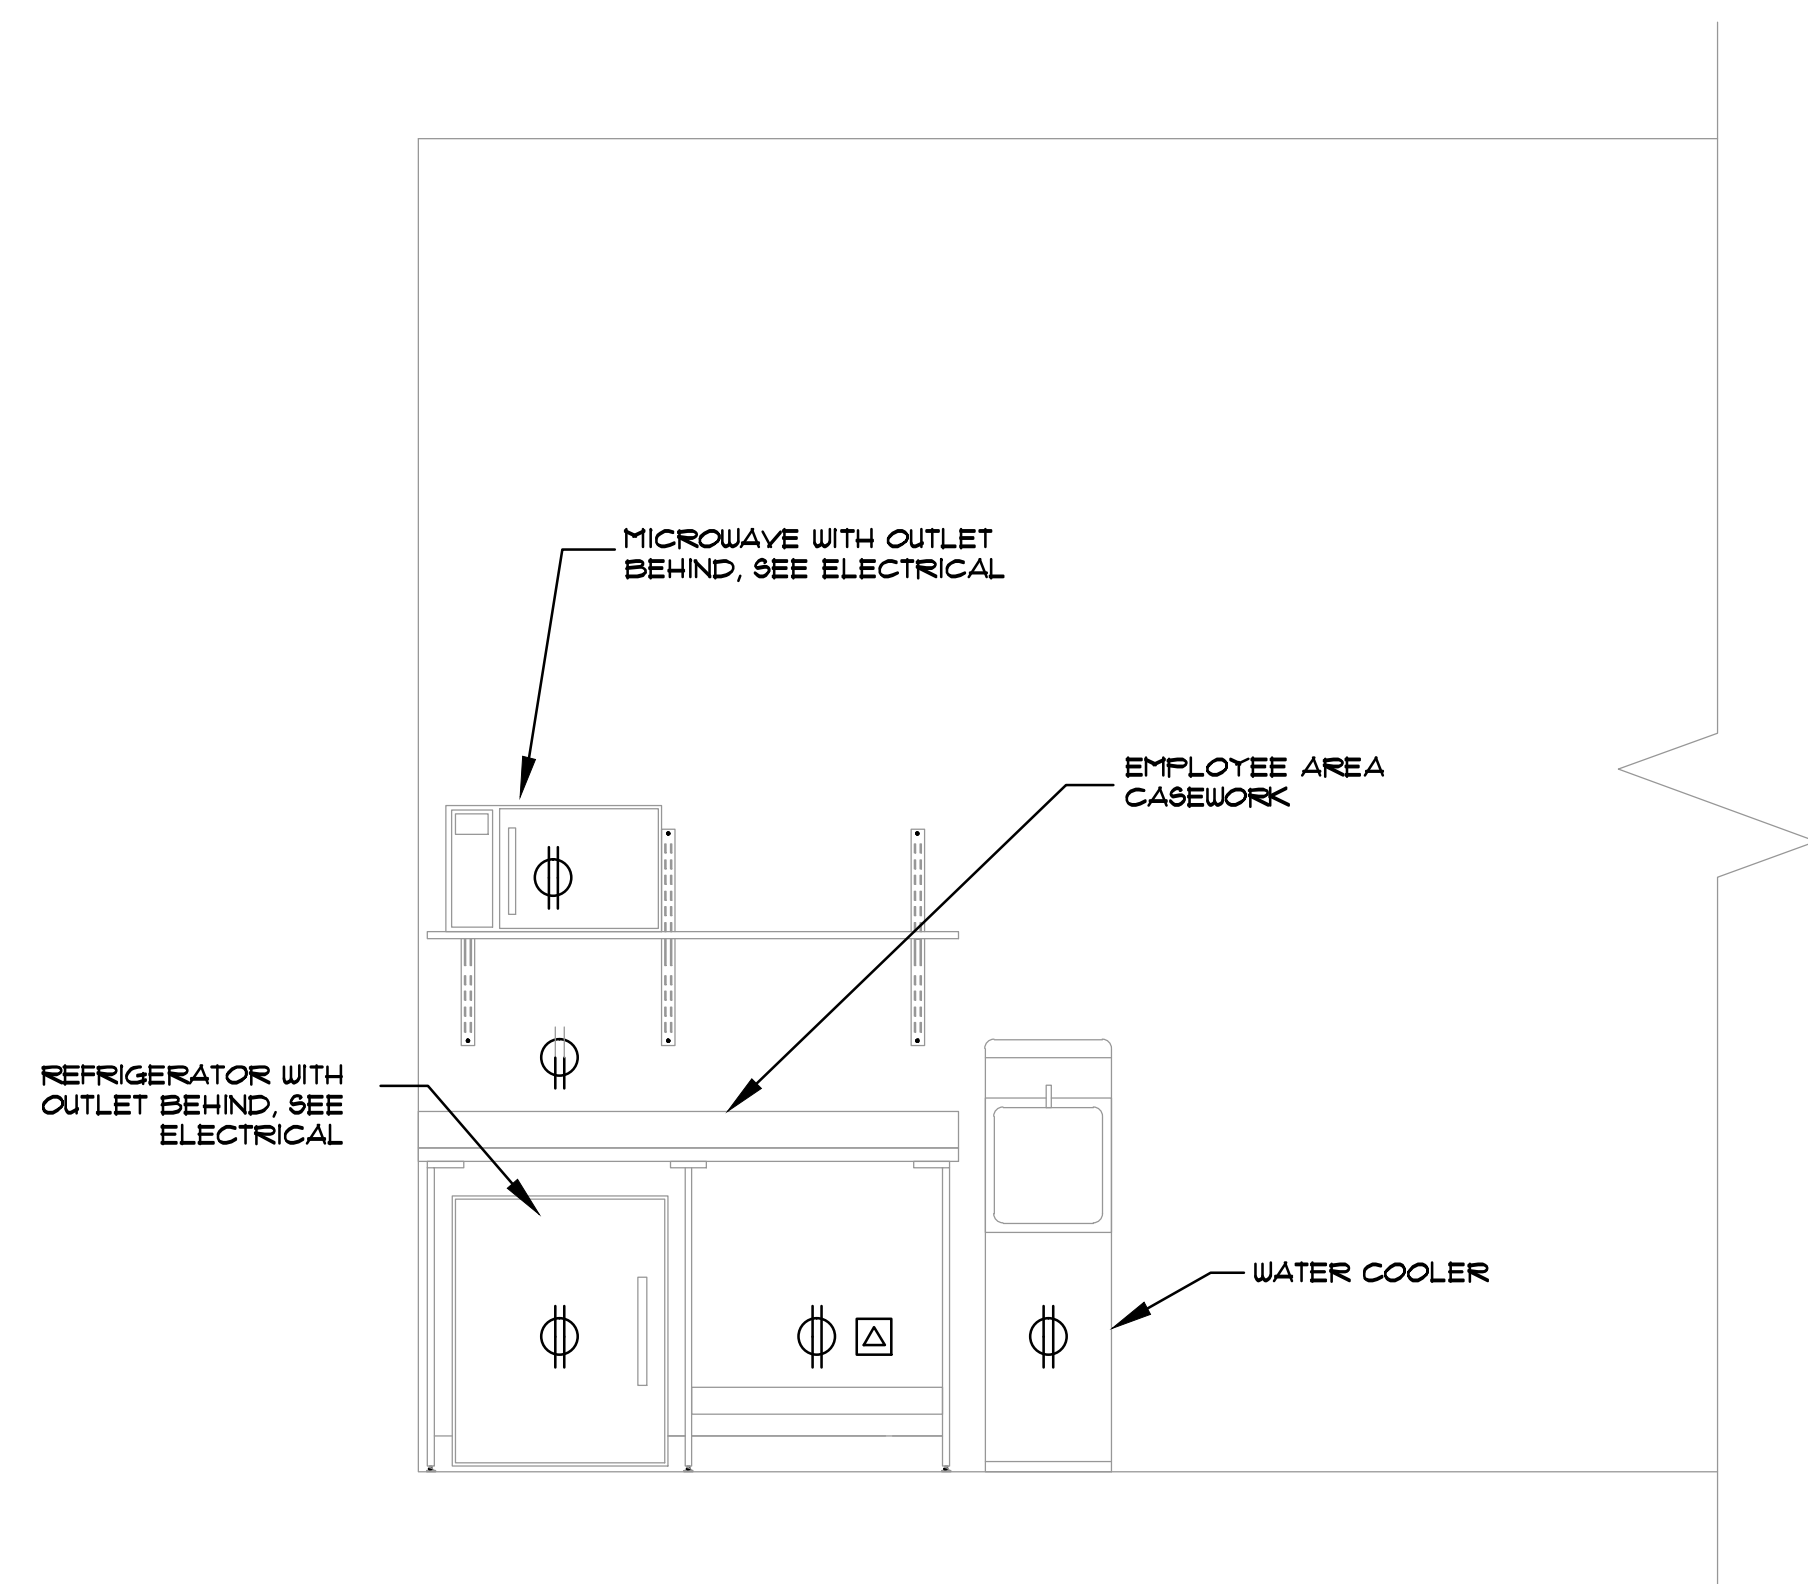 MICROWAVE WITH OUTLET
BEHIND, SEE ELECTRICAL
EMPLOYEE AREA
CASEWORK
REFRIGERATOR WITH
OUTLET BEHIND, SEE
ELECTRICAL
WATER COOLER